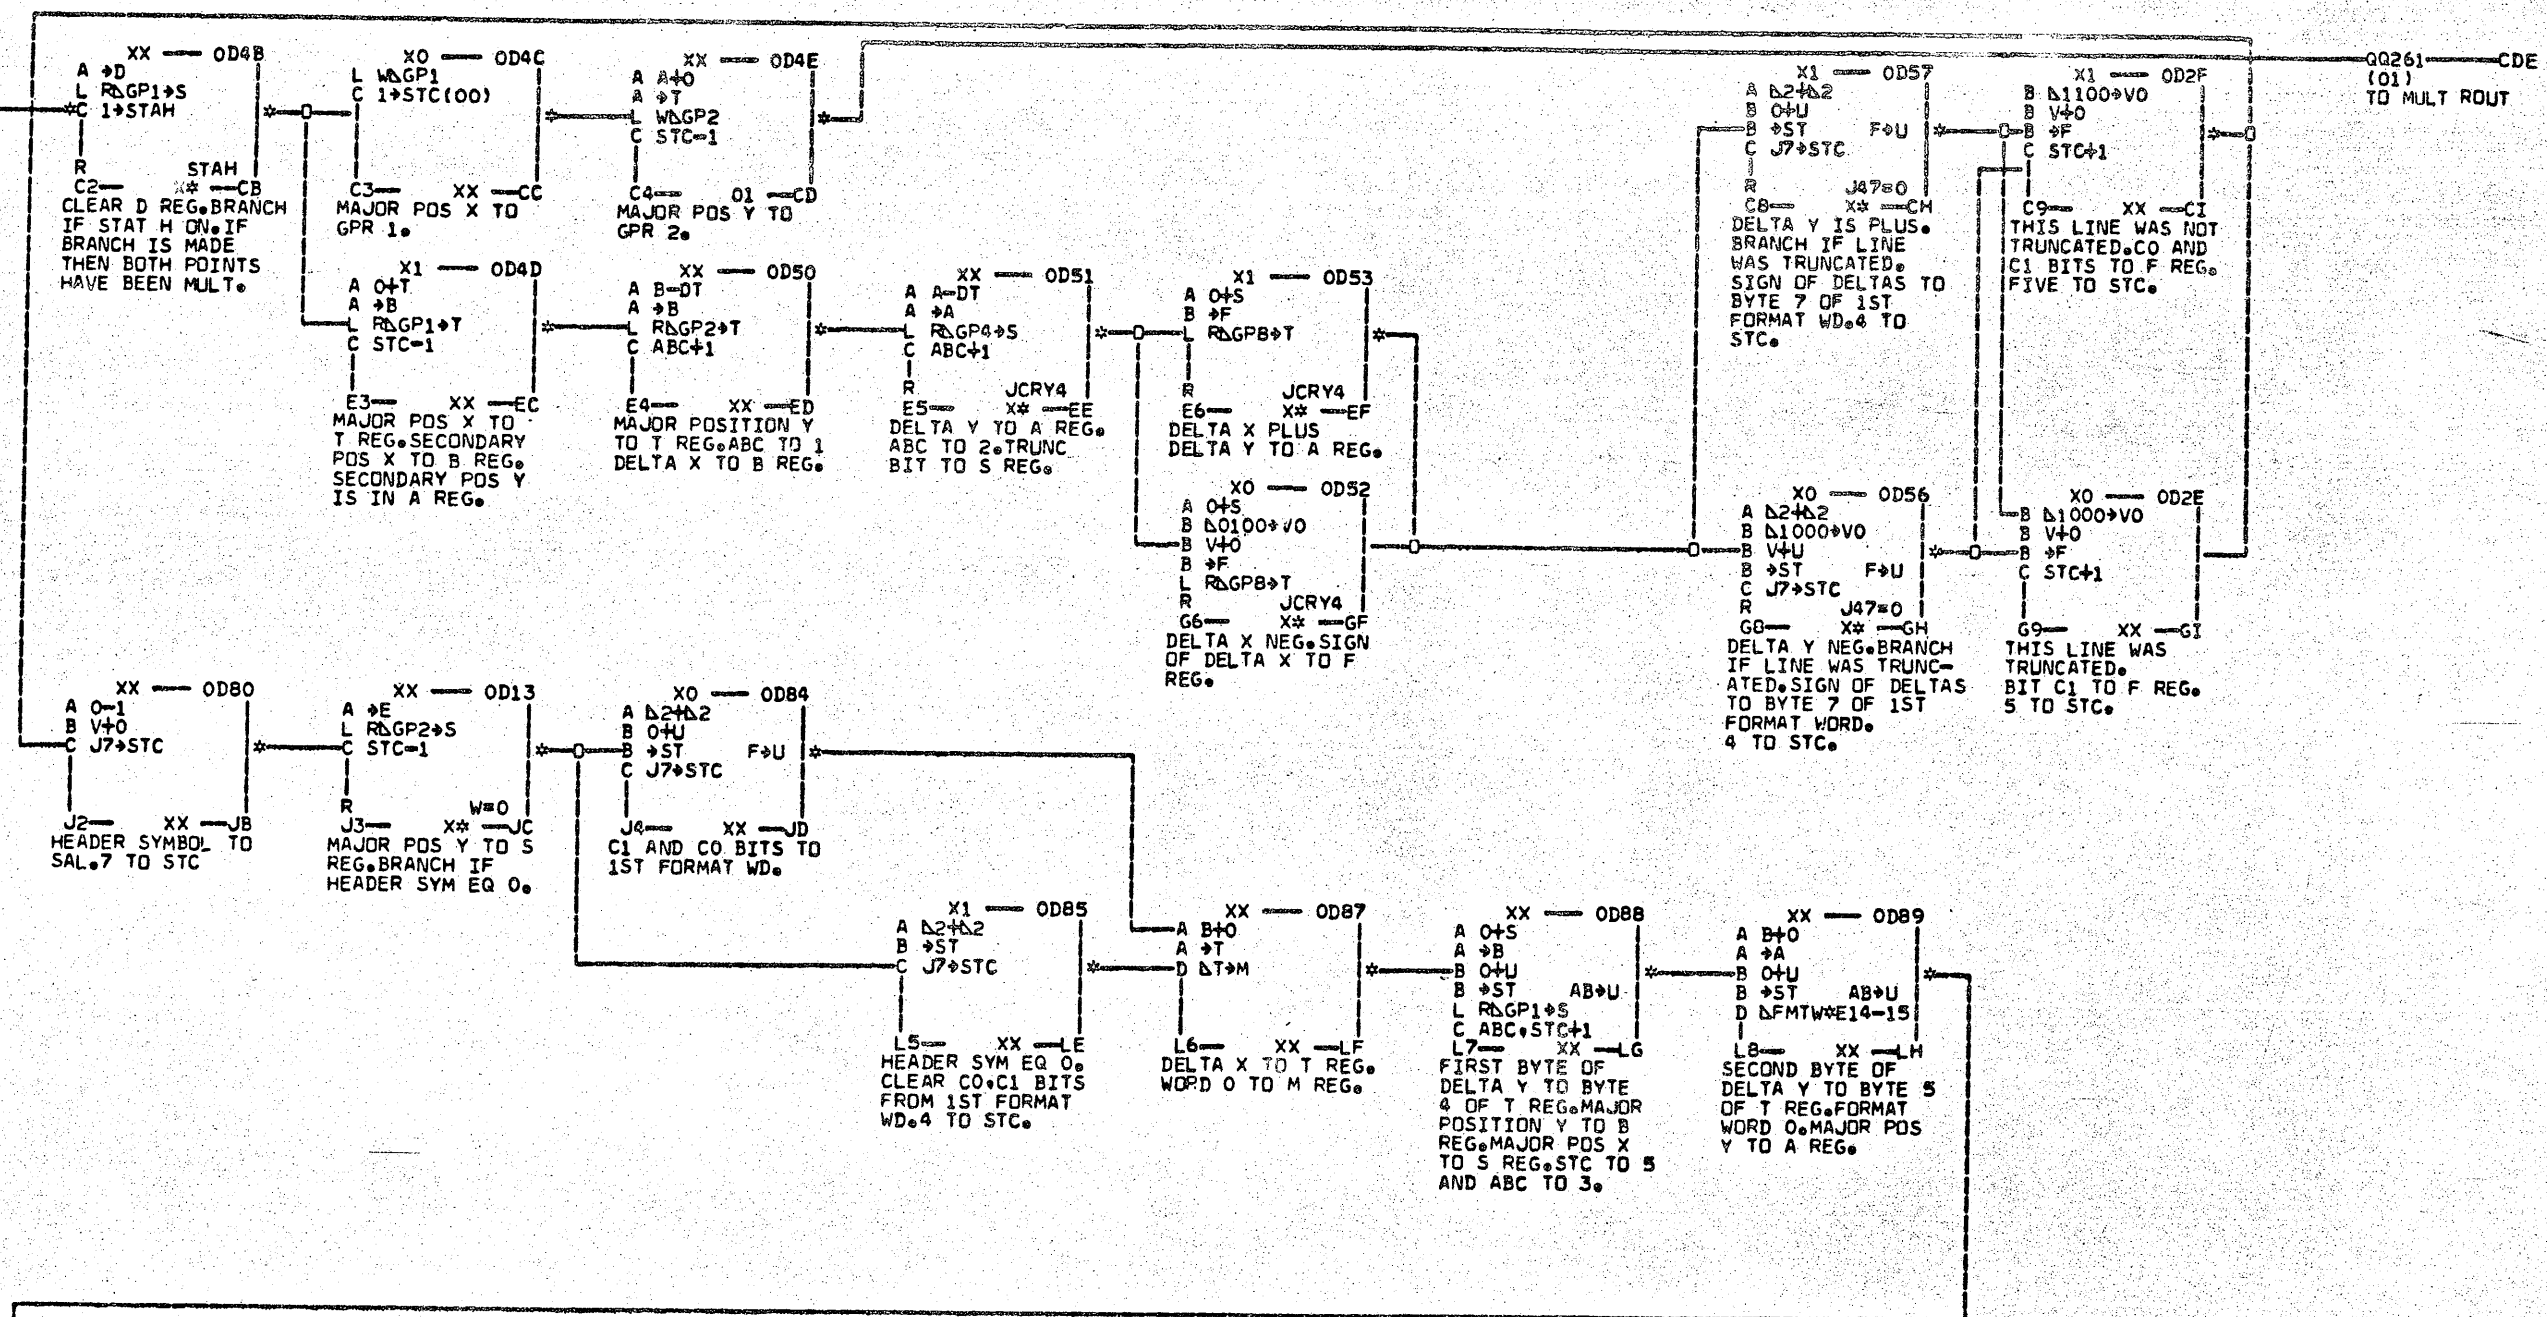 XX — 0D4B
A →D
L R∆GP1→S
C 1→STAH
R STAH
C2— X* —CB
CLEAR D REG.BRANCH
IF STAT H ON.IF
BRANCH IS MADE
THEN BOTH POINTS
HAVE BEEN MULT.
X0 — 0D4C
L W∆GP1
C 1→STC(00)
C3— XX —CC
MAJOR POS X TO
GPR 1.
XX — 0D4E
A A+0
A →T
L W∆GP2
C STC-1
C4— 01 —CD
MAJOR POS Y TO
GPR 2.
X1 — 0D57
A ∆2+∆2
B 0+U
B →ST F→U
C J7→STC
R J47=0
C8— X* —CH
DELTA Y IS PLUS.
BRANCH IF LINE
WAS TRUNCATED.
SIGN OF DELTAS TO
BYTE 7 OF 1ST
FORMAT WD.4 TO
STC.
X1 — 0D2F
B ∆1100→V0
B V+0
B →F
C STC+1
C9— XX —CI
THIS LINE WAS NOT
TRUNCATED.C0 AND
C1 BITS TO F REG.
FIVE TO STC.
QQ261——CDE
(01)
TO MULT ROUT
X1 — 0D4D
A 0+T
A →B
L R∆GP1→T
C STC-1
E3— XX —EC
MAJOR POS X TO
T REG.SECONDARY
POS X TO B REG.
SECONDARY POS Y
IS IN A REG.
XX — 0D50
A B-DT
A →B
L R∆GP2→T
C ABC+1
E4— XX —ED
MAJOR POSITION Y
TO T REG.ABC TO 1
DELTA X TO B REG.
XX — 0D51
A A-DT
A →A
L R∆GP4→S
C ABC+1
R JCRY4
E5— X* —EE
DELTA Y TO A REG.
ABC TO 2.TRUNC
BIT TO S REG.
X1 — 0D53
A 0+S
B →F
L R∆GP8→T
R JCRY4
E6— X* —EF
DELTA X PLUS
DELTA Y TO A REG.
X0 — 0D52
A 0+S
B ∆0100→V0
B V+0
B →F
L R∆GP8→T
R JCRY4
G6— X* —GF
DELTA X NEG.SIGN
OF DELTA X TO F
REG.
X0 — 0D56
A ∆2+∆2
B ∆1000→V0
B V+U
B →ST F→U
C J7→STC
R J47=0
G8— X* —GH
DELTA Y NEG.BRANCH
IF LINE WAS TRUNC-
ATED.SIGN OF DELTAS
TO BYTE 7 OF 1ST
FORMAT WORD.
4 TO STC.
X0 — 0D2E
B ∆1000→V0
B V+0
B →F
C STC+1
G9— XX —GI
THIS LINE WAS
TRUNCATED.
BIT C1 TO F REG.
5 TO STC.
XX — 0D80
A 0-1
B V+0
C J7→STC
J2— XX —JB
HEADER SYMBOL TO
SAL.7 TO STC
XX — 0D13
A →E
L R∆GP2→S
C STC-1
R W=0
J3— X* —JC
MAJOR POS Y TO S
REG.BRANCH IF
HEADER SYM EQ 0.
X0 — 0D84
A ∆2+∆2
B 0+U
B →ST F→U
C J7→STC
J4— XX —JD
C1 AND C0 BITS TO
1ST FORMAT WD.
X1 — 0D85
A ∆2+∆2
B →ST
C J7→STC
L5— XX —LE
HEADER SYM EQ 0.
CLEAR C0,C1 BITS
FROM 1ST FORMAT
WD.4 TO STC.
XX — 0D87
A B+0
A →T
D ∆T→M
L6— XX —LF
DELTA X TO T REG.
WORD 0 TO M REG.
XX — 0D88
A 0+S
A →B
B 0+U
B →ST AB→U
L R∆GP1→S
C ABC,STC+1
L7— XX —LG
FIRST BYTE OF
DELTA Y TO BYTE
4 OF T REG.MAJOR
POSITION Y TO B
REG.MAJOR POS X
TO S REG.STC TO 5
AND ABC TO 3.
XX — 0D89
A B+0
A →A
B 0+U
B →ST AB→U
D ∆FMTW*E14-15
L8— XX —LH
SECOND BYTE OF
DELTA Y TO BYTE 5
OF T REG.FORMAT
WORD 0.MAJOR POS
Y TO A REG.